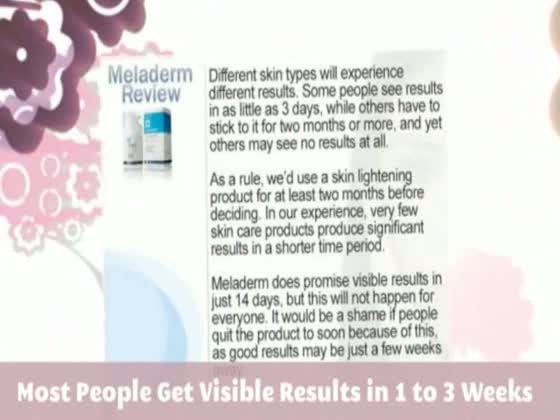 Meladerm
Review
Different skin types will experience
different results. Some people see results
in as little as 3 days, while others have to
stick to it for two months or more, and yet
others may see no results at all.
As a rule, we'd use a skin lightening
product for at least two months before
deciding. In our experience, very few
skin care products produce significant
results in a shorter time period.
Meladerm does promise visible results in
just 14 days, but this will not happen for
everyone. It would be a shame if people
quit the product to soon because of this,
as good results may be just a few weeks
away.
Most People Get Visible Results in 1 to 3 Weeks